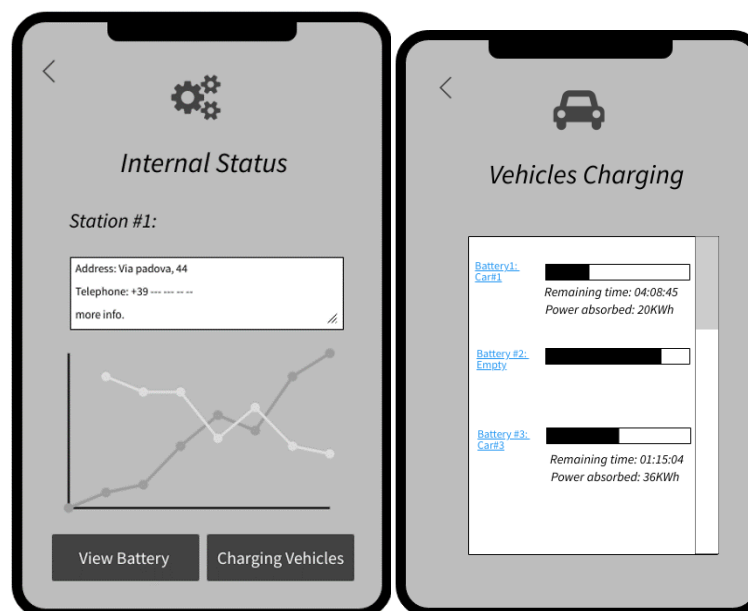 Internal Status
Station #1:
Address: Via padova, 44
Telephone: +39 --- --- -- --
more info.
View Battery
Charging Vehicles
Vehicles Charging
Battery1:
Car#1
Remaining time: 04:08:45
Power absorbed: 20KWh
Battery #2:
Empty
Battery #3:
Car#3
Remaining time: 01:15:04
Power absorbed: 36KWh